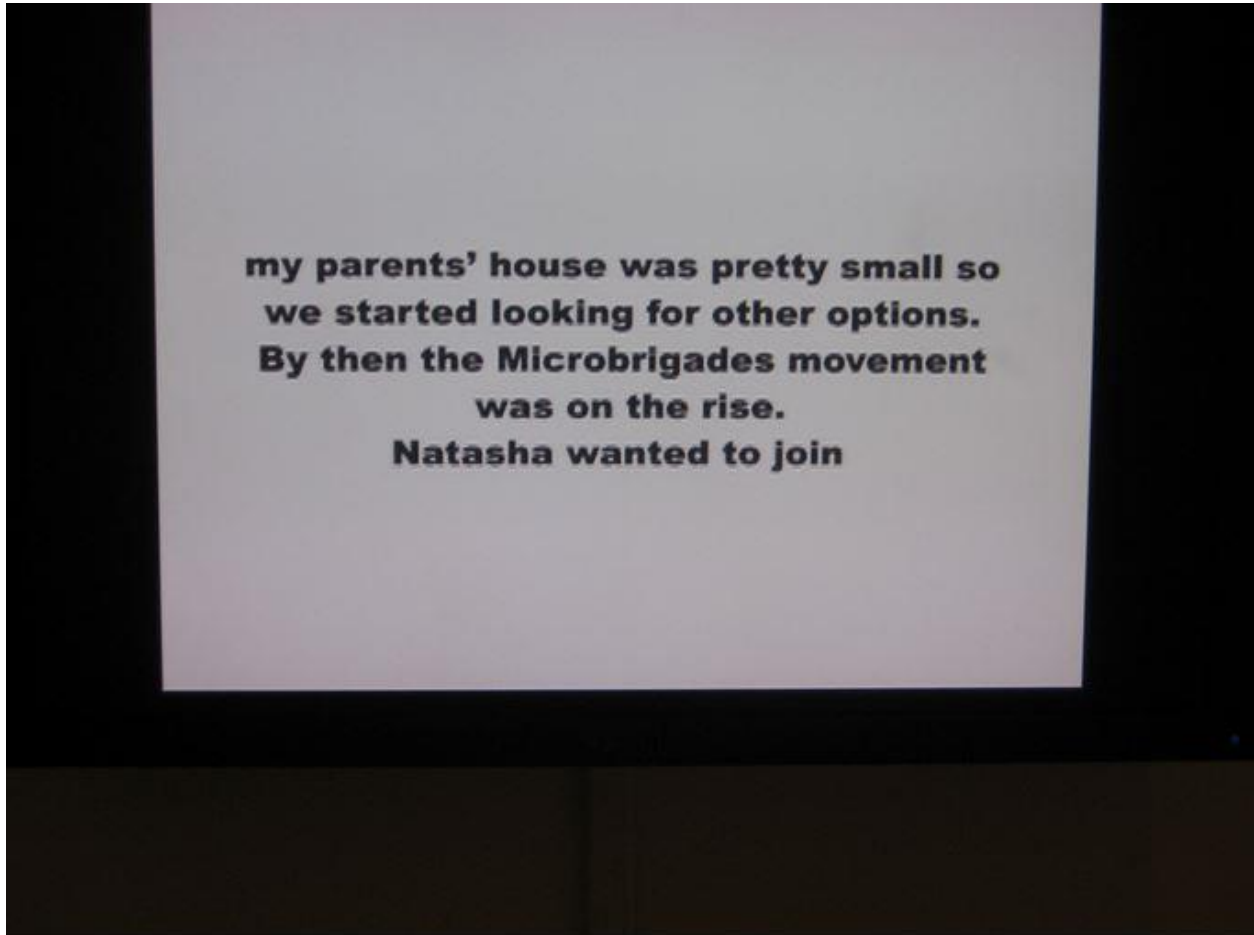 my parents’ house was pretty small so
we started looking for other options.
By then the Microbrigades movement
was on the rise.
Natasha wanted to join